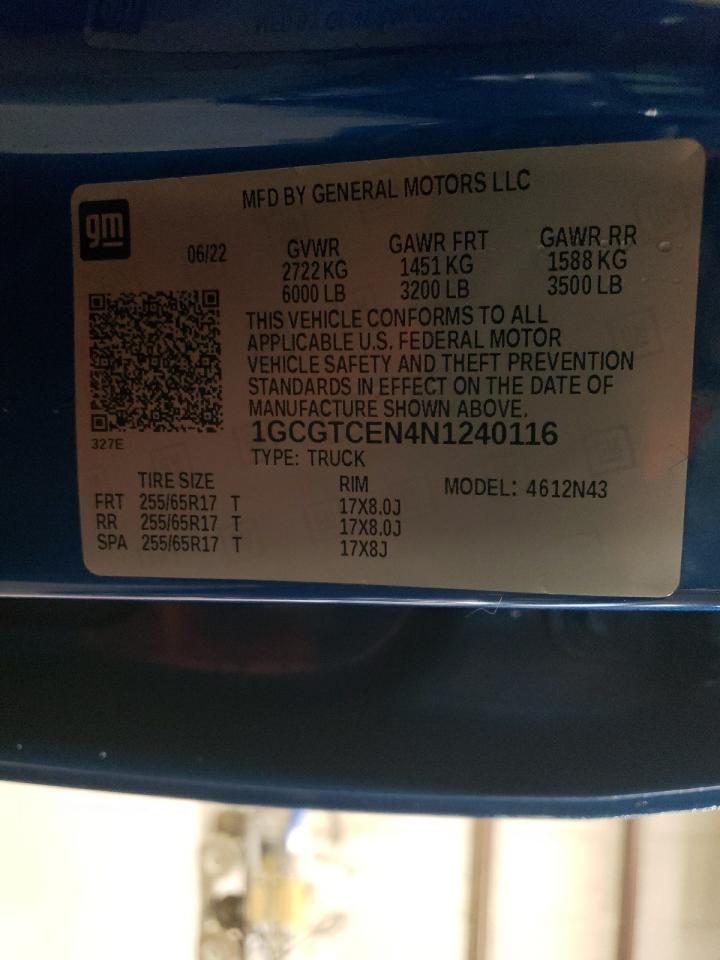 MFD BY GENERAL MOTORS LLC
gm
06/22 GVWR GAWR FRT GAWR RR
2722 KG 1451 KG 1588 KG
6000 LB 3200 LB 3500 LB
THIS VEHICLE CONFORMS TO ALL
APPLICABLE U.S. FEDERAL MOTOR
VEHICLE SAFETY AND THEFT PREVENTION
STANDARDS IN EFFECT ON THE DATE OF
MANUFACTURE SHOWN ABOVE.
327E
1GCGTCEN4N1240116
TYPE: TRUCK
TIRE SIZE RIM MODEL: 4612N43
FRT 255/65R17 T 17X8.0J
RR 255/65R17 T 17X8.0J
SPA 255/65R17 T 17X8J